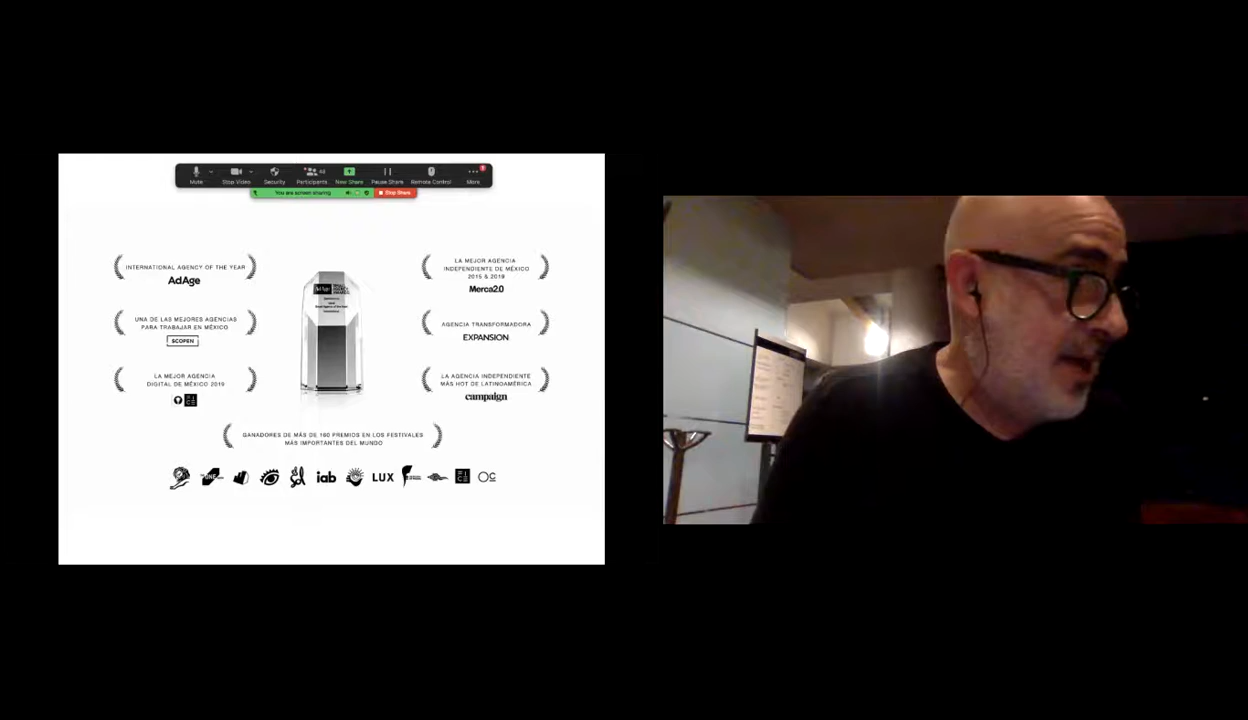 Mute
Stop Video
Security
Participants
New Share
Pause Share
Remote Control
More
You are screen sharing
Stop Share
INTERNATIONAL AGENCY OF THE YEAR
AdAge
UNA DE LAS MEJORES AGENCIAS
PARA TRABAJAR EN MÉXICO
SCOPEN
LA MEJOR AGENCIA
DIGITAL DE MÉXICO 2019
AdAge
LA MEJOR AGENCIA
INDEPENDIENTE DE MÉXICO
2015 & 2019
Merca2.0
AGENCIA TRANSFORMADORA
EXPANSIÓN
LA AGENCIA INDEPENDIENTE
MÁS HOT DE LATINOAMÉRICA
campaign
GANADORES DE MÁS DE 160 PREMIOS EN LOS FESTIVALES
MÁS IMPORTANTES DEL MUNDO
iab
LUX